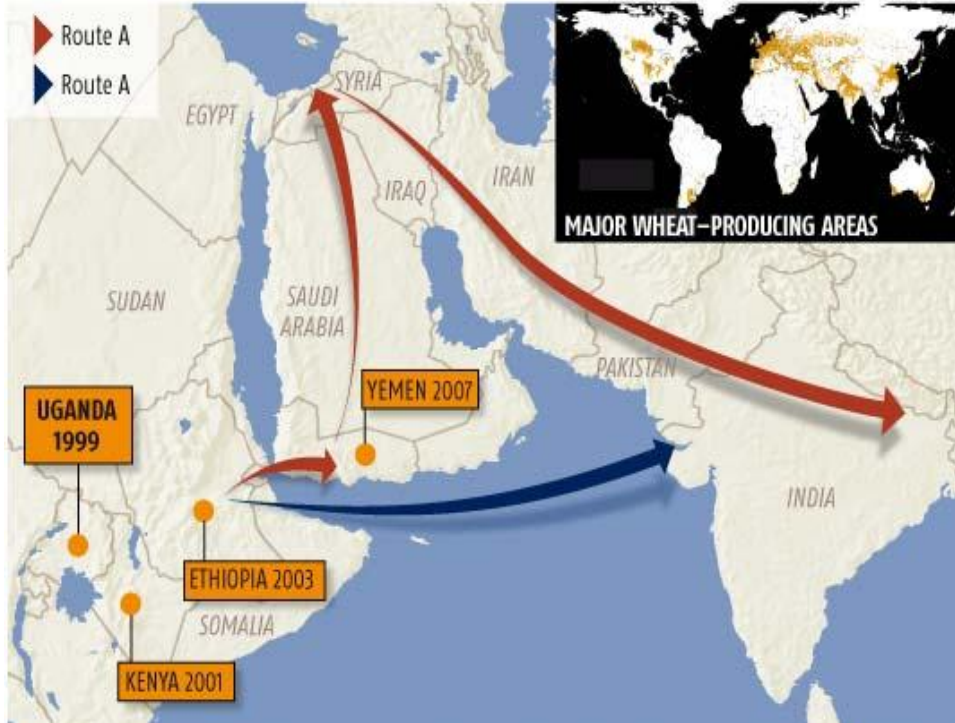 Route A
Route A
SYRIA
EGYPT
IRAQ
IRAN
MAJOR WHEAT–PRODUCING AREAS
SUDAN
SAUDI
ARABIA
PAKISTAN
YEMEN 2007
UGANDA
1999
INDIA
ETHIOPIA 2003
SOMALIA
KENYA 2001